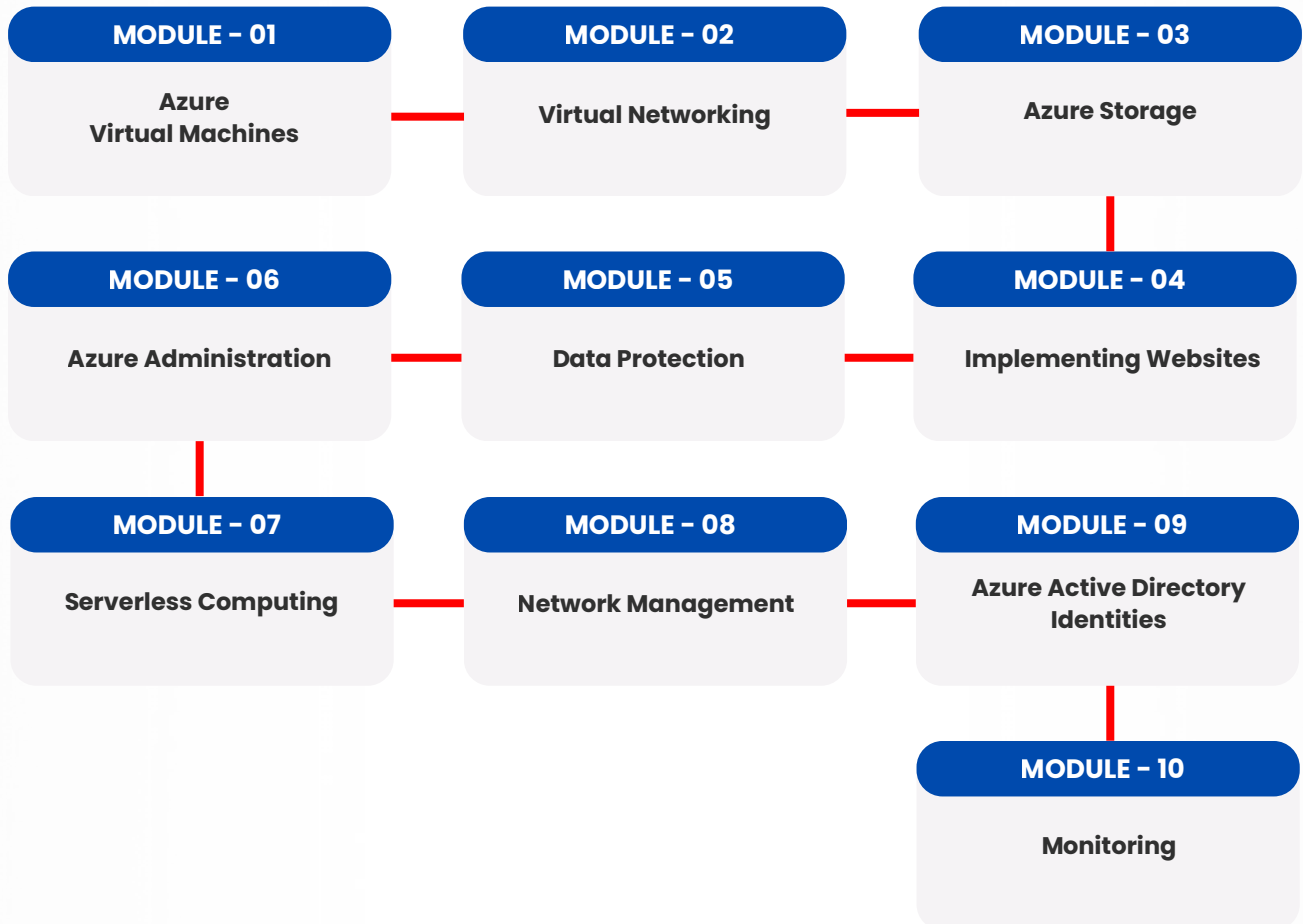 MODULE - 01
Azure
Virtual Machines
MODULE - 02
Virtual Networking
MODULE - 03
Azure Storage
MODULE - 06
Azure Administration
MODULE - 05
Data Protection
MODULE - 04
Implementing Websites
MODULE - 07
Serverless Computing
MODULE - 08
Network Management
MODULE - 09
Azure Active Directory
Identities
MODULE - 10
Monitoring